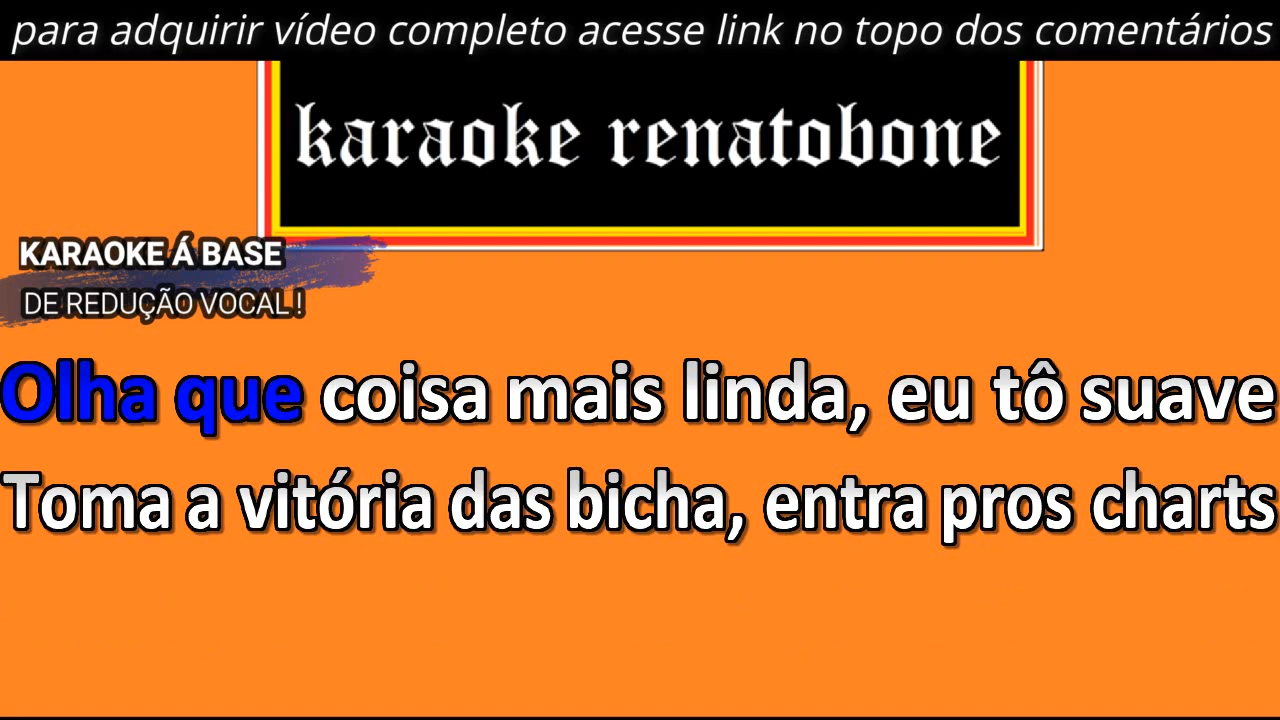 para adquirir vídeo completo acesse link no topo dos comentários
karaoke renatobone
KARAOKE Á BASE
DE REDUÇÃO VOCAL !
Olha que coisa mais linda, eu tô suave
Toma a vitória das bicha, entra pros charts